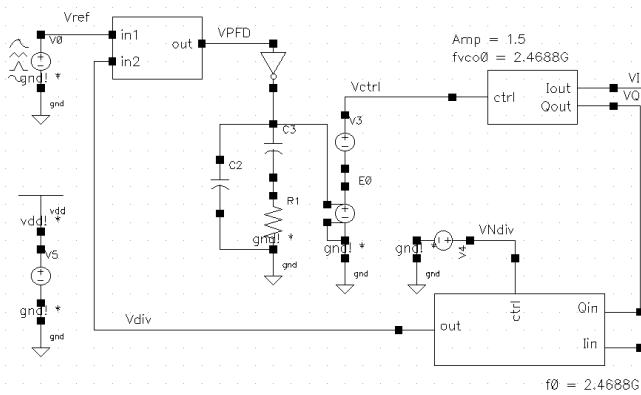 Vref
V0
in1
in2
out
VPFD
gnd! *
gnd
Amp = 1.5
fvco0 = 2.4688G
Vctrl
ctrl
Iout
Qout
VI
VQ
C3
C2
R1
gnd! *
gnd
V3
E0
gnd! *
gnd
vdd
vdd! *
V5
gnd! *
gnd
gnd! *
gnd
V4
VNdiv
Vdiv
out
ctrl
Qin
Iin
f0 = 2.4688G